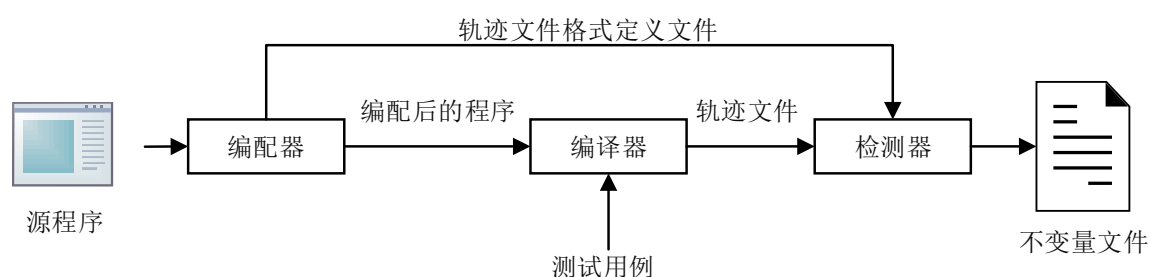 轨迹文件格式定义文件
编配后的程序
轨迹文件
编配器
编译器
检测器
源程序
不变量文件
测试用例